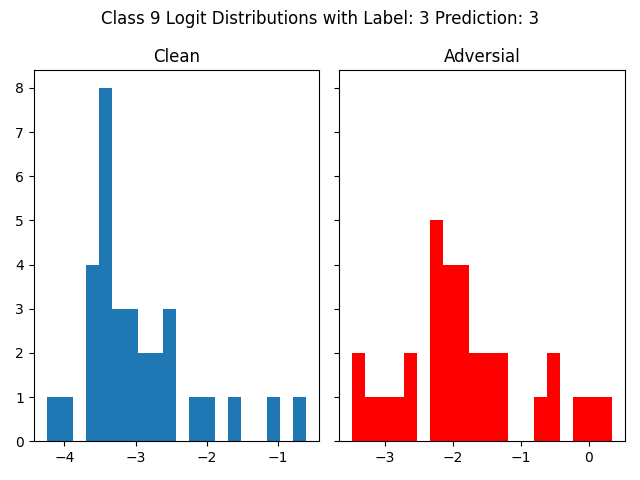 Class 9 Logit Distributions with Label: 3 Prediction: 3
Clean
Adversial
8
7
6
5
4
3
2
1
0
−4 −3 −2 −1
−3 −2 −1 0